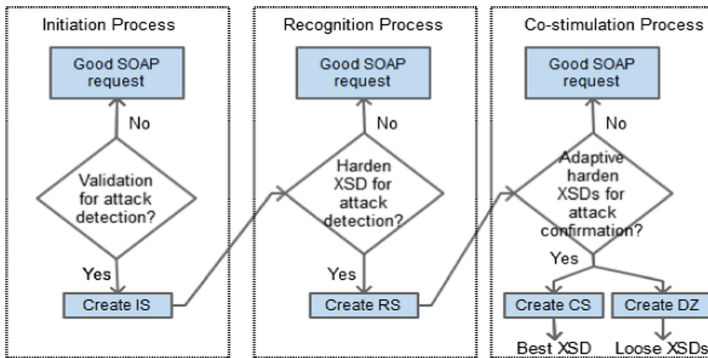 Initiation Process
Good SOAP
request
No
Validation
for attack
detection?
Yes
Create IS
Recognition Process
Good SOAP
request
No
Harden
XSD for
attack
detection?
Yes
Create RS
Co-stimulation Process
Good SOAP
request
No
Adaptive
harden
XSDs for
attack
confirmation?
Yes
Create CS
Create DZ
Best XSD
Loose XSDs